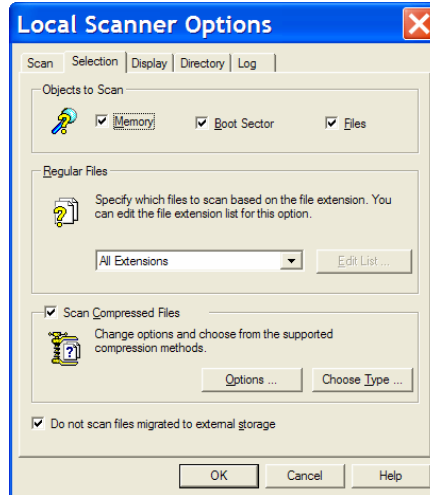 Local Scanner Options
Scan Selection Display Directory Log
Objects to Scan
Memory Boot Sector Files
Regular Files
Specify which files to scan based on the file extension. You
can edit the file extension list for this option.
All Extensions Edit List ...
Scan Compressed Files
Change options and choose from the supported
compression methods.
Options ... Choose Type ...
Do not scan files migrated to external storage
OK Cancel Help